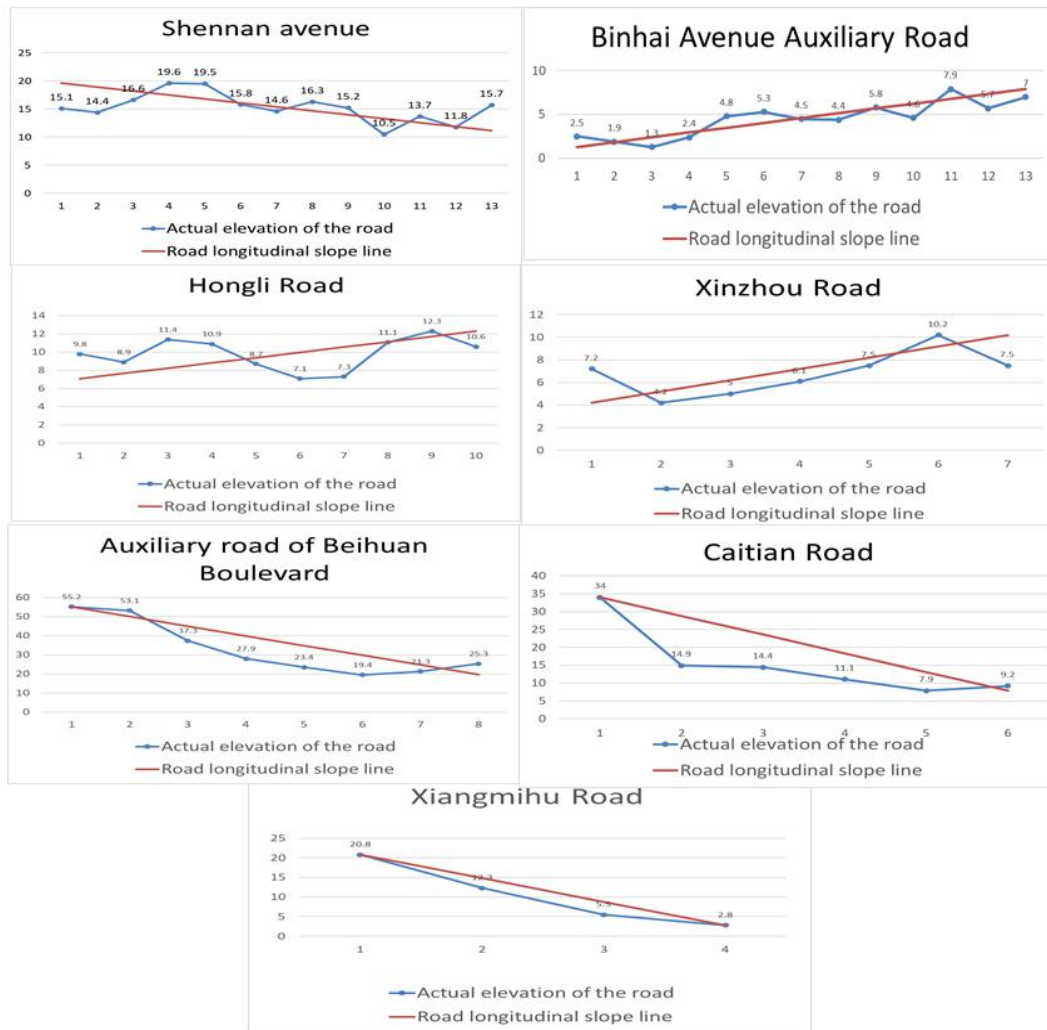 Shennan avenue
25
20
15
10
5
0
15.1 14.4 16.6 19.6 19.5 15.8 14.6 16.3 15.2 10.5 13.7 11.8 15.7
1 2 3 4 5 6 7 8 9 10 11 12 13
Actual elevation of the road
Road longitudinal slope line
Binhai Avenue Auxiliary Road
10
5
0
2.5 1.9 1.3 2.4 4.8 5.3 4.5 4.4 5.8 4.6 7.9 5.7 7
1 2 3 4 5 6 7 8 9 10 11 12 13
Actual elevation of the road
Road longitudinal slope line
Hongli Road
14
12
10
8
6
4
2
0
9.8 8.9 11.4 10.9 8.7 7.1 7.3 11.1 12.3 10.6
1 2 3 4 5 6 7 8 9 10
Actual elevation of the road
Road longitudinal slope line
Xinzhou Road
12
10
8
6
4
2
0
7.2 4.2 5 6.1 7.5 10.2 7.5
1 2 3 4 5 6 7
Actual elevation of the road
Road longitudinal slope line
Auxiliary road of Beihuan
Boulevard
60
50
40
30
20
10
0
55.2 53.1 37.3 27.9 23.4 19.4 21.3 25.3
1 2 3 4 5 6 7 8
Actual elevation of the road
Road longitudinal slope line
Caitian Road
40
35
30
25
20
15
10
5
0
34 14.9 14.4 11.1 7.9 9.2
1 2 3 4 5 6
Actual elevation of the road
Road longitudinal slope line
Xiangmihu Road
25
20
15
10
5
0
20.8 12.3 5.5 2.8
1 2 3 4
Actual elevation of the road
Road longitudinal slope line